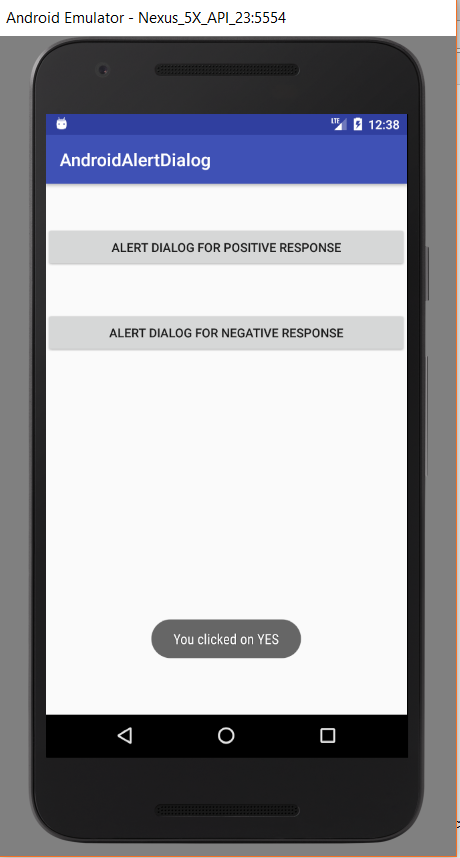 Android Emulator - Nexus_5X_API_23:5554
LTE 12:38
AndroidAlertDialog
ALERT DIALOG FOR POSITIVE RESPONSE
ALERT DIALOG FOR NEGATIVE RESPONSE
You clicked on YES